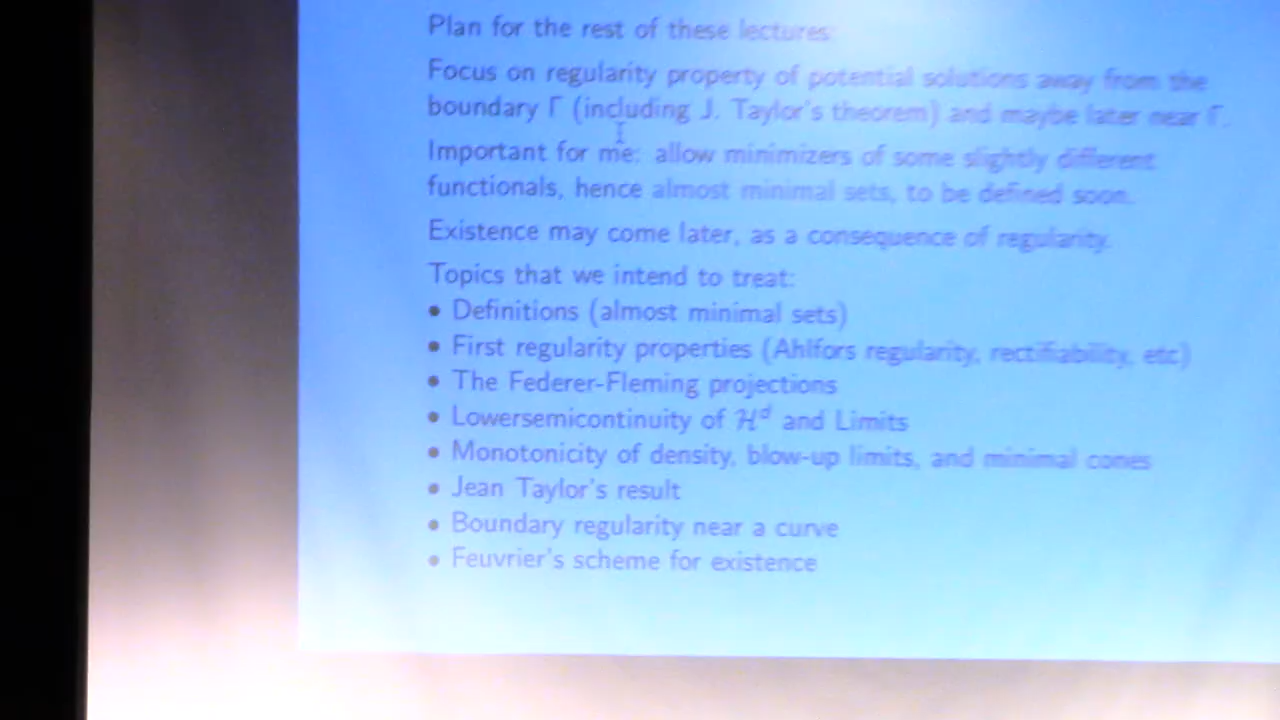 Plan for the rest of these lectures
Focus on regularity property of potential solutions away from the
boundary Γ (including J. Taylor's theorem) and maybe later near Γ.
Important for me: allow minimizers of some slightly different
functionals, hence almost minimal sets, to be defined soon.
Existence may come later, as a consequence of regularity.
Topics that we intend to treat:
• Definitions (almost minimal sets)
• First regularity properties (Ahlfors regularity, rectifiability, etc)
• The Federer-Fleming projections
• Lowersemicontinuity of ℋᵈ and Limits
• Monotonicity of density, blow-up limits, and minimal cones
• Jean Taylor's result
• Boundary regularity near a curve
• Feuvrier's scheme for existence